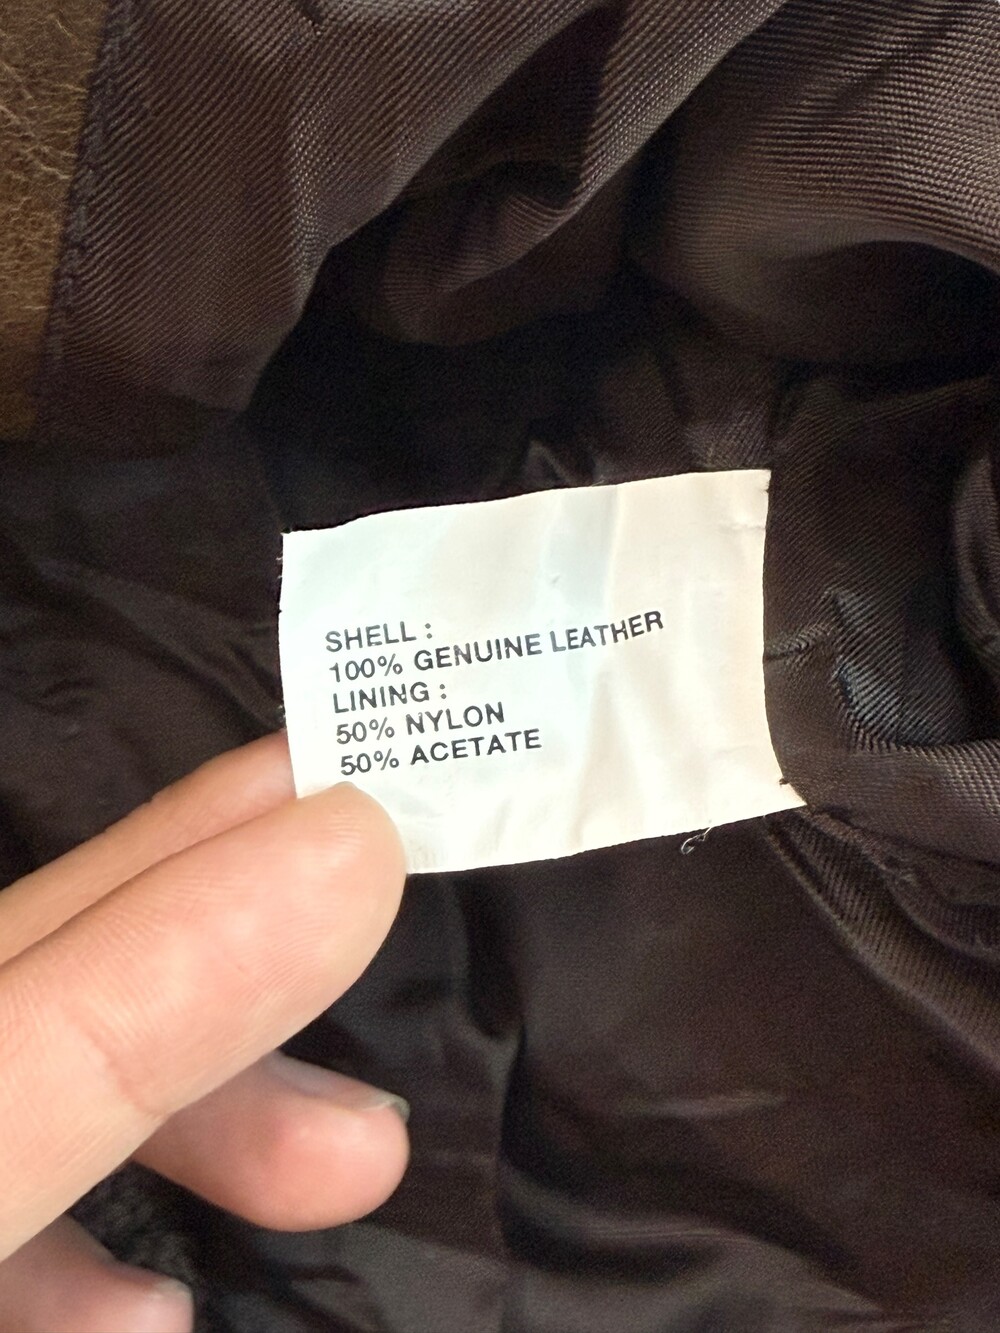 SHELL :
100% GENUINE LEATHER
LINING :
50% NYLON
50% ACETATE